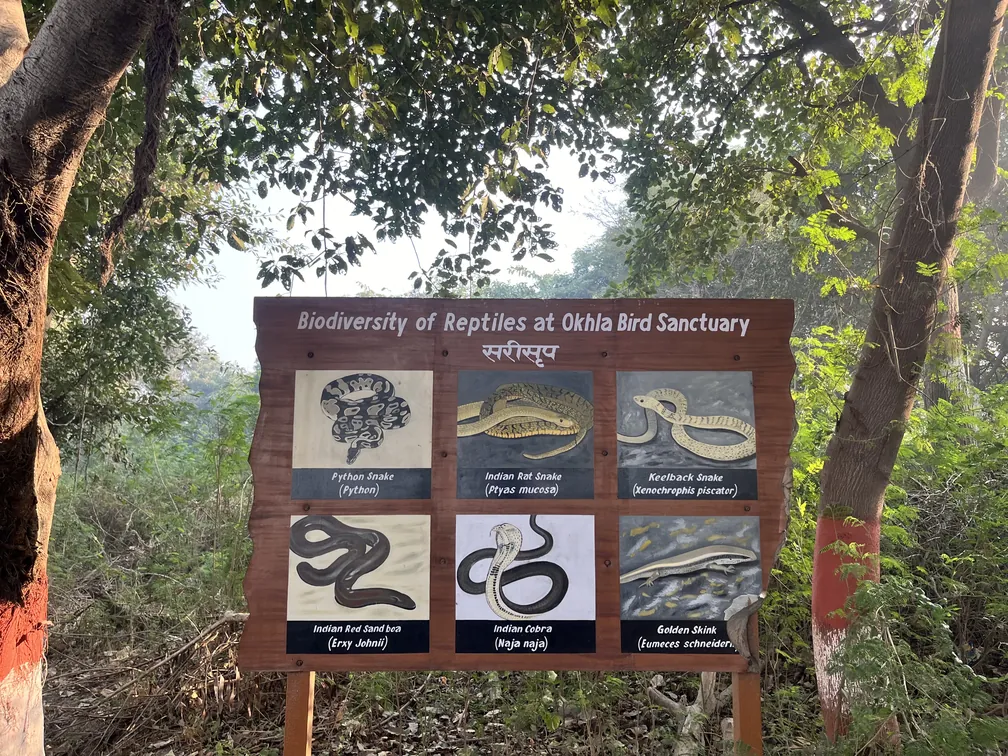 Biodiversity of Reptiles at Okhla Bird Sanctuary
सरीसृप
Python Snake
(Python)
Indian Rat Snake
(Ptyas mucosa)
Keelback Snake
(Xenochrophis piscator)
Indian Red Sand boa
(Erxy Johnii)
Indian Cobra
(Naja naja)
Golden Skink
(Eumeces schneideri